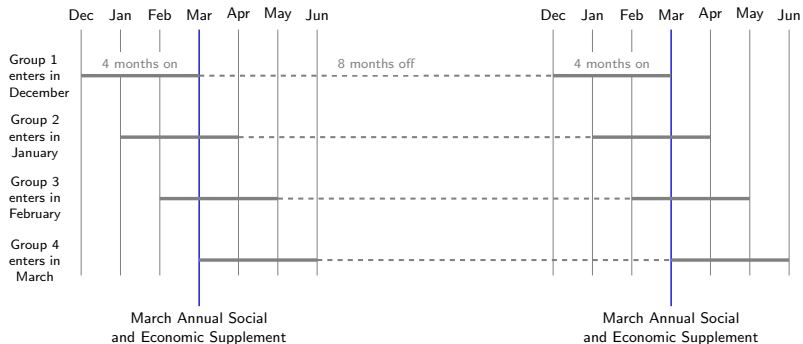 Dec Jan Feb Mar Apr May Jun Dec Jan Feb Mar Apr May Jun
Group 1
enters in
December
4 months on
8 months off
4 months on
Group 2
enters in
January
Group 3
enters in
February
Group 4
enters in
March
March Annual Social
and Economic Supplement
March Annual Social
and Economic Supplement